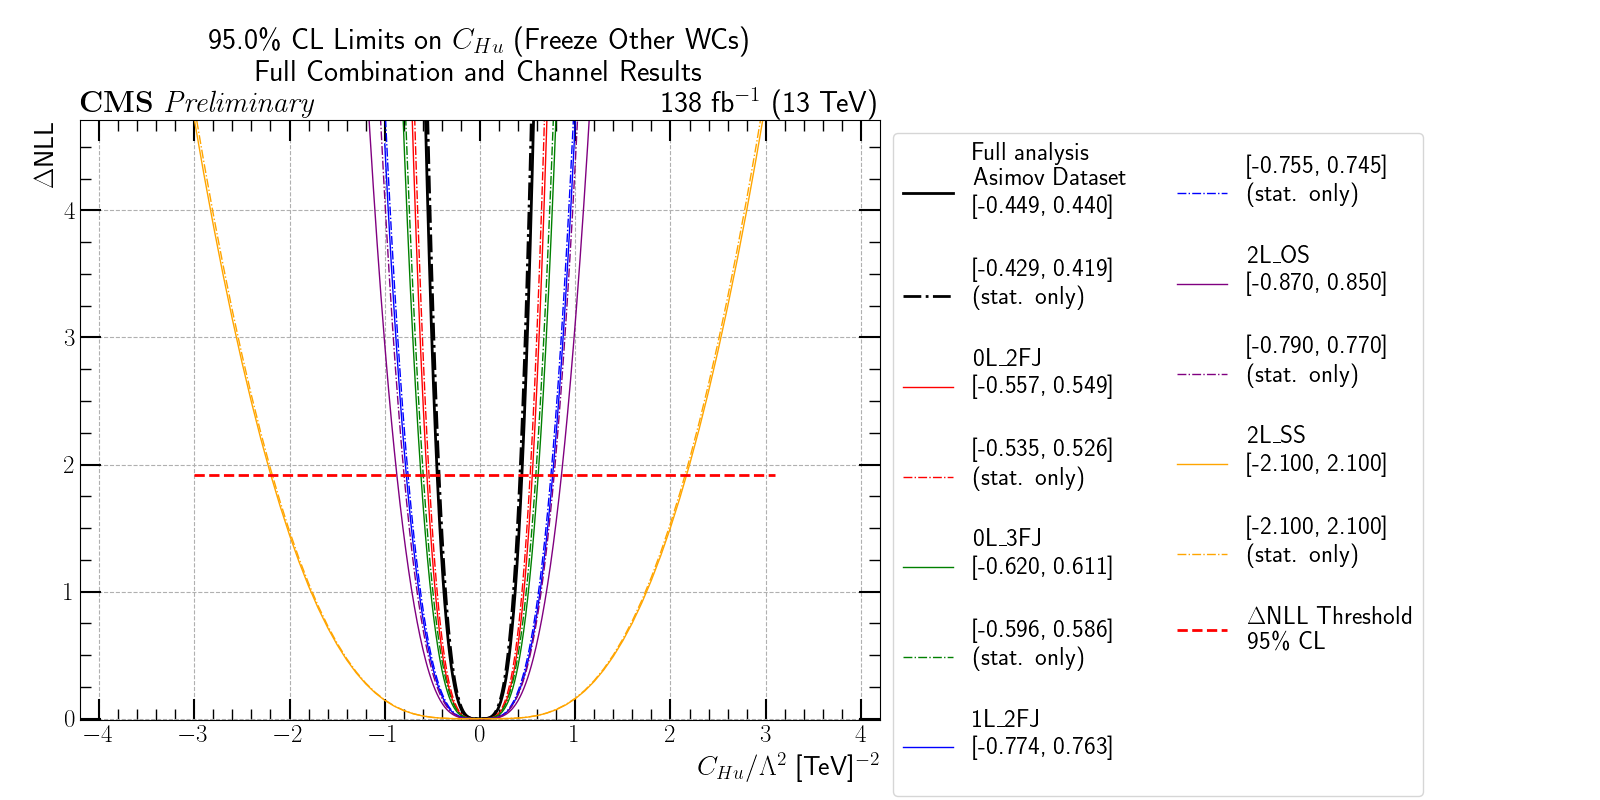 95.0% CL Limits on C_{Hu} (Freeze Other WCs)
Full Combination and Channel Results
CMS Preliminary 138 fb^{-1} (13 TeV)
ΔNLL
4
3
2
1
0
−4 −3 −2 −1 0 1 2 3 4
C_{Hu}/Λ^2 [TeV]^{−2}
Full analysis
Asimov Dataset
[-0.449, 0.440]
[-0.429, 0.419]
(stat. only)
0L_2FJ
[-0.557, 0.549]
[-0.535, 0.526]
(stat. only)
0L_3FJ
[-0.620, 0.611]
[-0.596, 0.586]
(stat. only)
1L_2FJ
[-0.774, 0.763]
[-0.755, 0.745]
(stat. only)
2L_OS
[-0.870, 0.850]
[-0.790, 0.770]
(stat. only)
2L_SS
[-2.100, 2.100]
[-2.100, 2.100]
(stat. only)
ΔNLL Threshold
95% CL